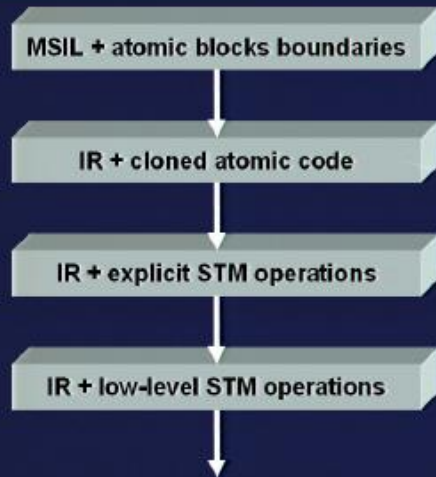 MSIL + atomic blocks boundaries
IR + cloned atomic code
IR + explicit STM operations
IR + low-level STM operations